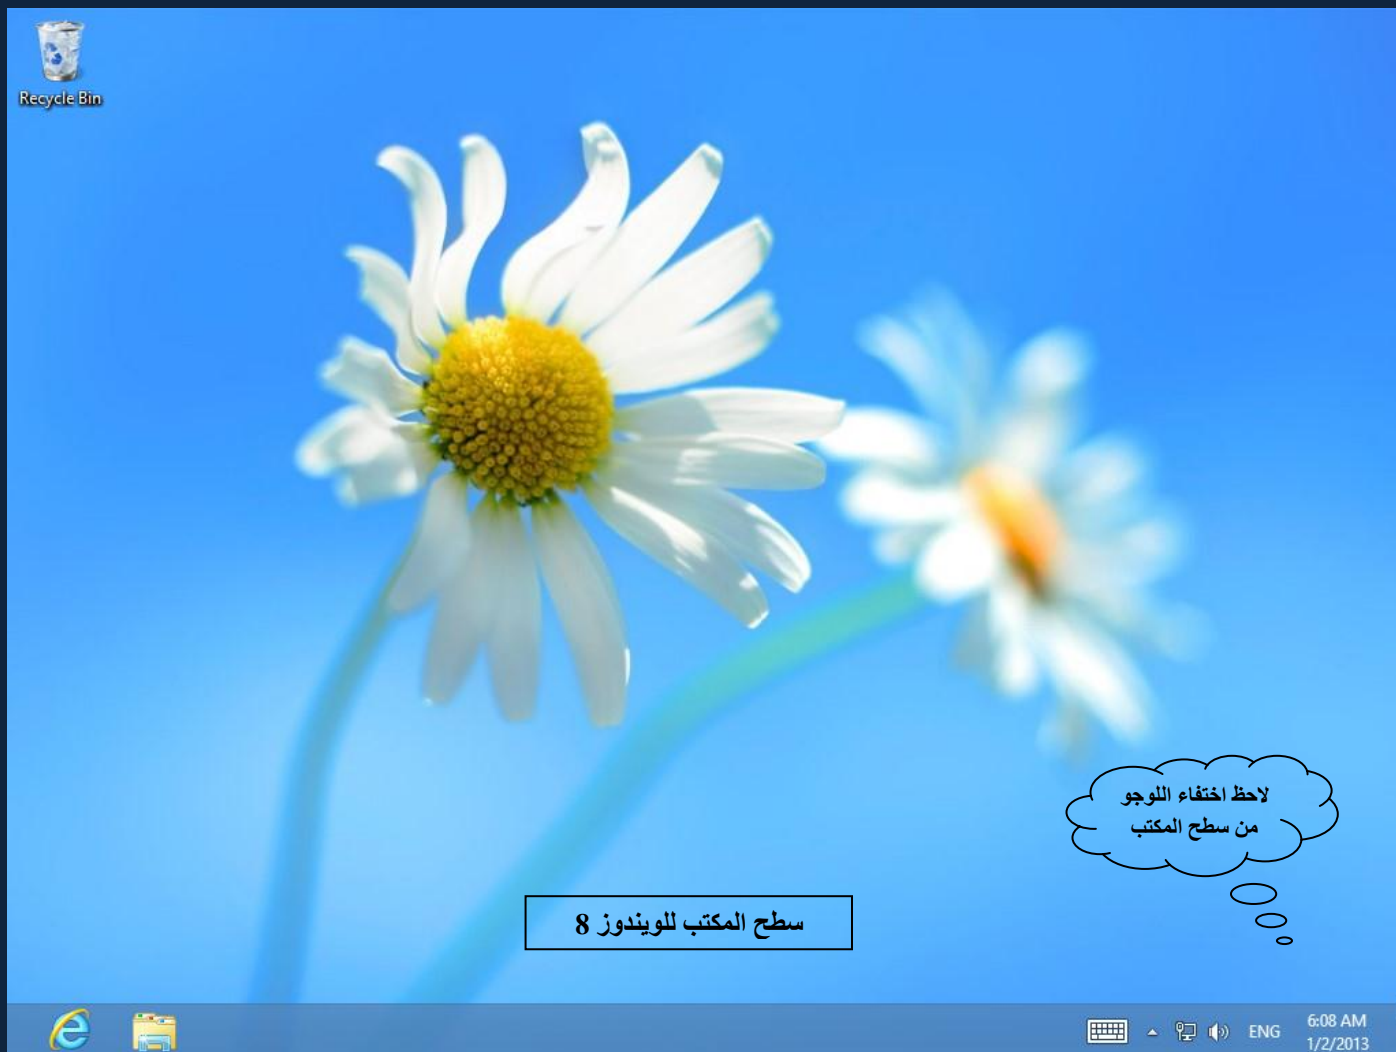 Recycle Bin
لاحظ اختفاء اللوجو
من سطح المكتب
سطح المكتب للويندوز 8
ENG
6:08 AM
1/2/2013